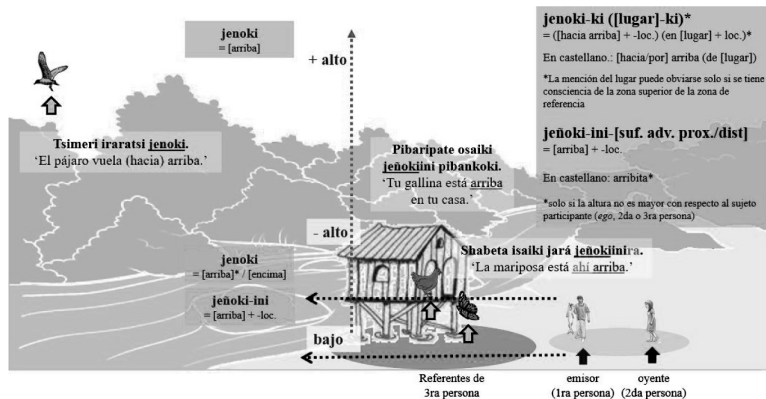 jenoki
= [arriba]
+ alto
jenoki-ki ([lugar]-ki)*
= ([hacia arriba] + -loc.) (en [lugar] + loc.)*
En castellano.: [hacia/por] arriba (de [lugar])
*La mención del lugar puede obviarse solo si se tiene
consciencia de la zona superior de la zona de
referencia
jeñoki-ini-[suf. adv. prox./dist]
= [arriba] + -loc.
En castellano: arribita*
*solo si la altura no es mayor con respecto al sujeto
participante (ego, 2da o 3ra persona)
Tsimeri iraratsi jenoki.
‘El pájaro vuela (hacia) arriba.’
Pibaripate osaiki
jeñokiini pibankoki.
‘Tu gallina está arriba
en tu casa.’
- alto
Shabeta isaiki jará jeñokiinira.
‘La mariposa está ahí arriba.’
jenoki
= [arriba]* / [encima]
jeñoki-ini
= [arriba] + -loc.
bajo
Referentes de
3ra persona
emisor
(1ra persona)
oyente
(2da persona)